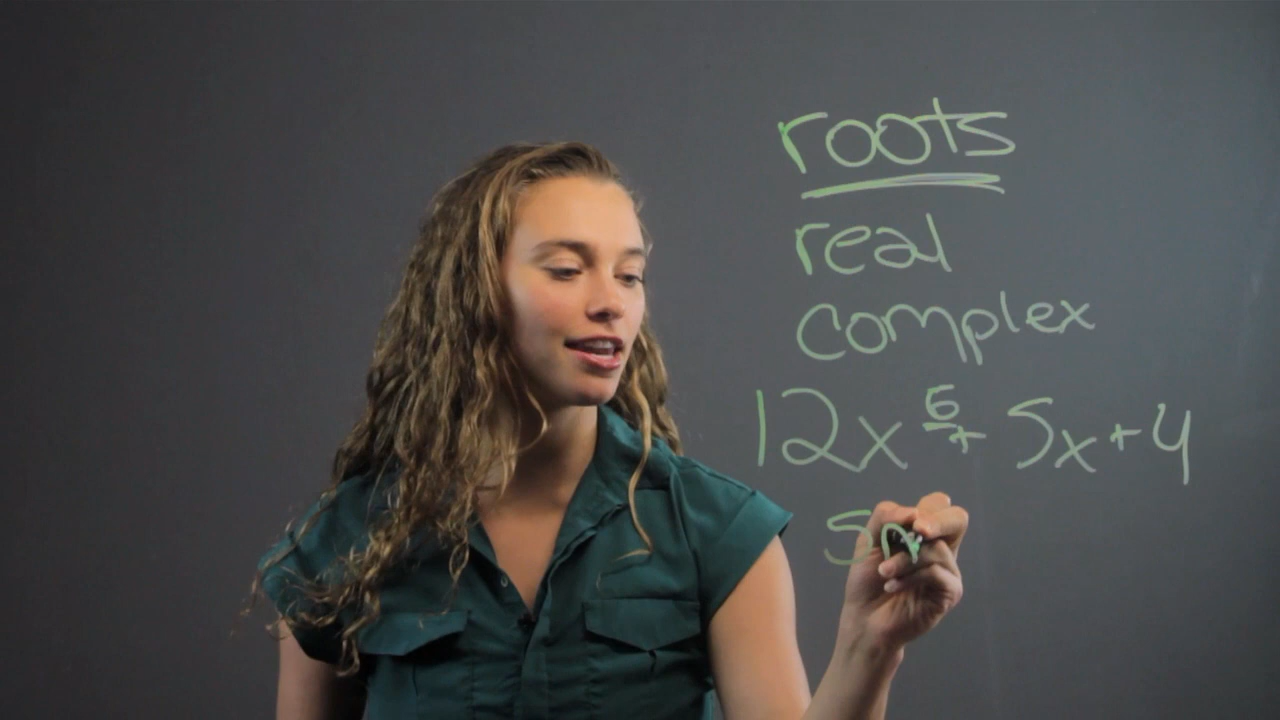 roots
real
complex
12x⁶ + 5x + 4